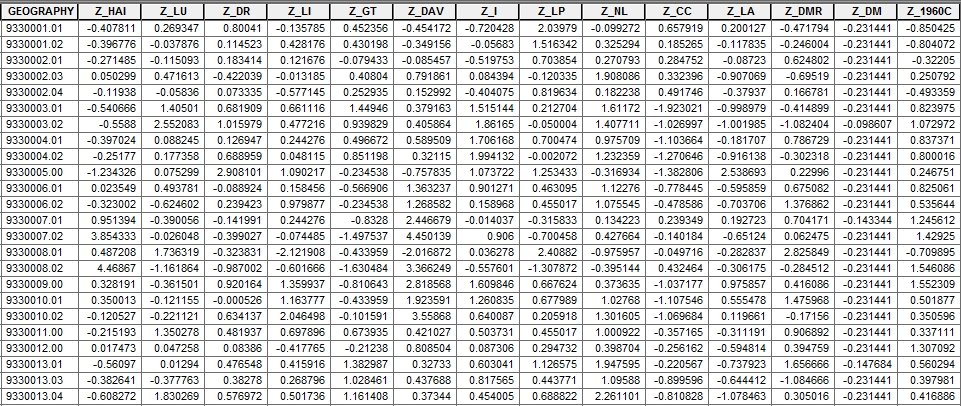 GEOGRAPHY Z_HAI Z_LU Z_DR Z_LI Z_GT Z_DAV Z_I Z_LP Z_NL Z_CC Z_LA Z_DMR Z_DM Z_1960C
9330001.01 -0.407811 0.269347 0.80041 -0.135785 0.452356 -0.454172 -0.720428 2.03979 -0.099272 0.657919 0.200127 -0.471794 -0.231441 -0.850425
9330001.02 -0.396776 -0.037876 0.114523 0.428176 0.430198 -0.349156 -0.05683 1.516342 0.325294 0.185265 -0.117835 -0.246004 -0.231441 -0.804072
9330002.01 -0.271485 -0.115093 0.183414 0.121676 -0.079433 -0.085457 -0.519753 0.703854 0.270793 0.284752 -0.08723 0.624802 -0.231441 -0.32205
9330002.03 0.050299 0.471613 -0.422039 -0.013185 0.40804 0.791861 0.084394 -0.120335 1.908086 0.332396 -0.907069 -0.69519 -0.231441 0.250792
9330002.04 -0.11938 -0.05836 0.073335 -0.577145 0.252935 0.152992 -0.404075 0.819634 0.182238 0.491746 -0.37937 0.166781 -0.231441 -0.493359
9330003.01 -0.540666 1.40501 0.681909 0.661116 1.44946 0.379163 1.515144 0.212704 1.61172 -1.923021 -0.998979 -0.414899 -0.231441 0.823975
9330003.02 -0.5588 2.552083 1.015979 0.477216 0.939829 0.405864 1.86165 -0.050004 1.407711 -1.026997 -1.001985 -1.082404 -0.098607 1.072972
9330004.01 -0.397024 0.088245 0.126947 0.244276 0.496672 0.589509 1.706168 0.700474 0.975709 -1.103664 -0.181707 0.786729 -0.231441 0.837371
9330004.02 -0.25177 0.177358 0.688959 0.048115 0.851198 0.32115 1.994132 -0.002072 1.232359 -1.270646 -0.916138 -0.302318 -0.231441 0.800016
9330005.00 -1.234326 0.075299 2.908101 1.090217 -0.234538 -0.757835 1.073722 1.253433 -0.316934 -1.382806 2.538693 0.22996 -0.231441 0.246751
9330006.01 0.023549 0.493781 -0.088924 0.158456 -0.566906 1.363237 0.901271 0.463095 1.12276 -0.778445 -0.595859 0.675082 -0.231441 0.825061
9330006.02 -0.323002 -0.624602 0.239423 0.979877 -0.234538 1.268582 0.158968 0.455017 1.075545 -0.478586 -0.703706 1.376862 -0.231441 0.535644
9330007.01 0.951394 -0.390056 -0.141991 0.244276 -0.8328 2.446679 -0.014037 -0.315833 0.134223 0.239349 0.192723 0.704171 -0.143344 1.245612
9330007.02 3.854333 -0.026048 -0.399027 -0.074485 -1.497537 4.450139 0.906 -0.700458 0.427664 -0.140184 -0.65124 0.062475 -0.231441 1.42925
9330008.01 0.487208 1.736319 -0.323831 -2.121908 -0.433959 -2.016872 0.036278 2.40882 -0.975957 -0.049716 -0.282837 2.825849 -0.231441 -0.709895
9330008.02 4.46867 -1.161864 -0.987002 -0.601666 -1.630484 3.366249 -0.557601 -1.307872 -0.395144 0.432464 -0.306175 -0.284512 -0.231441 1.546086
9330009.00 0.328191 -0.361501 0.920164 1.359937 -0.810643 2.818568 1.609846 0.667624 0.373635 -1.037177 0.975857 0.416086 -0.231441 1.552309
9330010.01 0.350013 -0.121155 -0.000526 1.163777 -0.433959 1.923591 1.260835 0.677989 1.02768 -1.107546 0.555478 1.475968 -0.231441 0.501877
9330010.02 -0.120527 -0.221121 0.634137 2.046498 -0.101591 3.55868 0.640087 0.205918 1.301605 -1.069684 0.119661 -0.17156 -0.231441 0.350596
9330011.00 -0.215193 1.350278 0.481937 0.697896 0.673935 0.421027 0.503731 0.455017 1.000922 -0.357165 -0.311191 0.906892 -0.231441 0.337111
9330012.00 0.017473 0.047258 0.08386 -0.417765 -0.21238 0.808504 0.087306 0.294732 0.398704 -0.256162 -0.594814 0.394759 -0.231441 1.307092
9330013.01 -0.56097 0.01294 0.476548 0.415916 1.382987 0.32733 0.603041 1.126575 1.947595 -0.220567 -0.737923 1.656666 -0.147684 0.560294
9330013.03 -0.382641 -0.377763 0.38278 0.268796 1.028461 0.437688 0.817565 0.443771 1.09588 -0.899596 -0.644412 -1.084666 -0.231441 0.397981
9330013.04 -0.608272 1.830269 0.576972 0.501736 1.161408 0.37344 0.454005 0.688822 2.261101 -0.810828 -1.078463 0.305016 -0.231441 0.416886